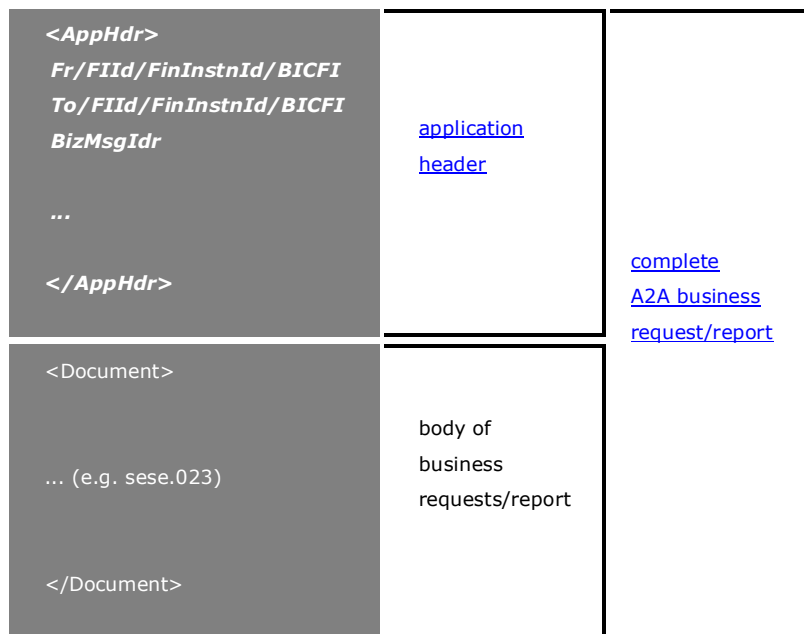 <AppHdr>
Fr/FIId/FinInstnId/BICFI
To/FIId/FinInstnId/BICFI
BizMsgIdr
...
</AppHdr>
application
header
complete
A2A business
request/report
<Document>
... (e.g. sese.023)
</Document>
body of
business
requests/report